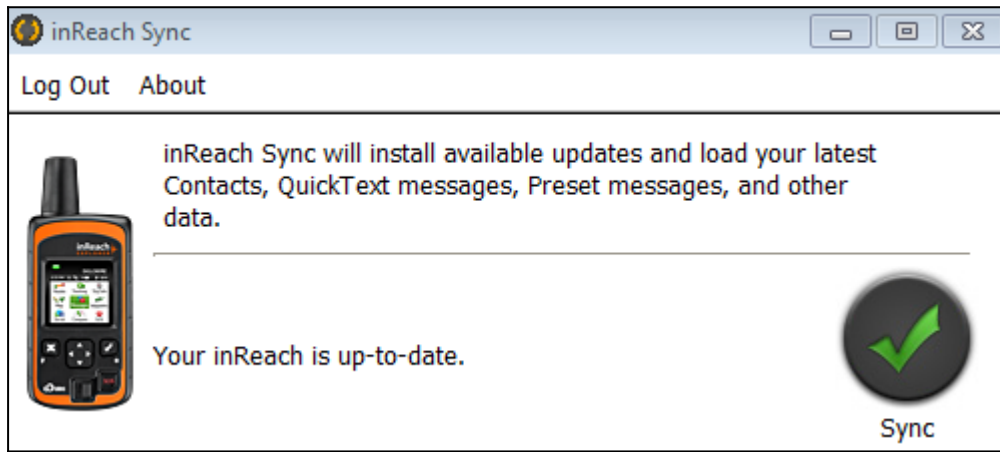 inReach Sync
Log Out About
inReach Sync will install available updates and load your latest
Contacts, QuickText messages, Preset messages, and other
data.
inReach
Your inReach is up-to-date.
Sync